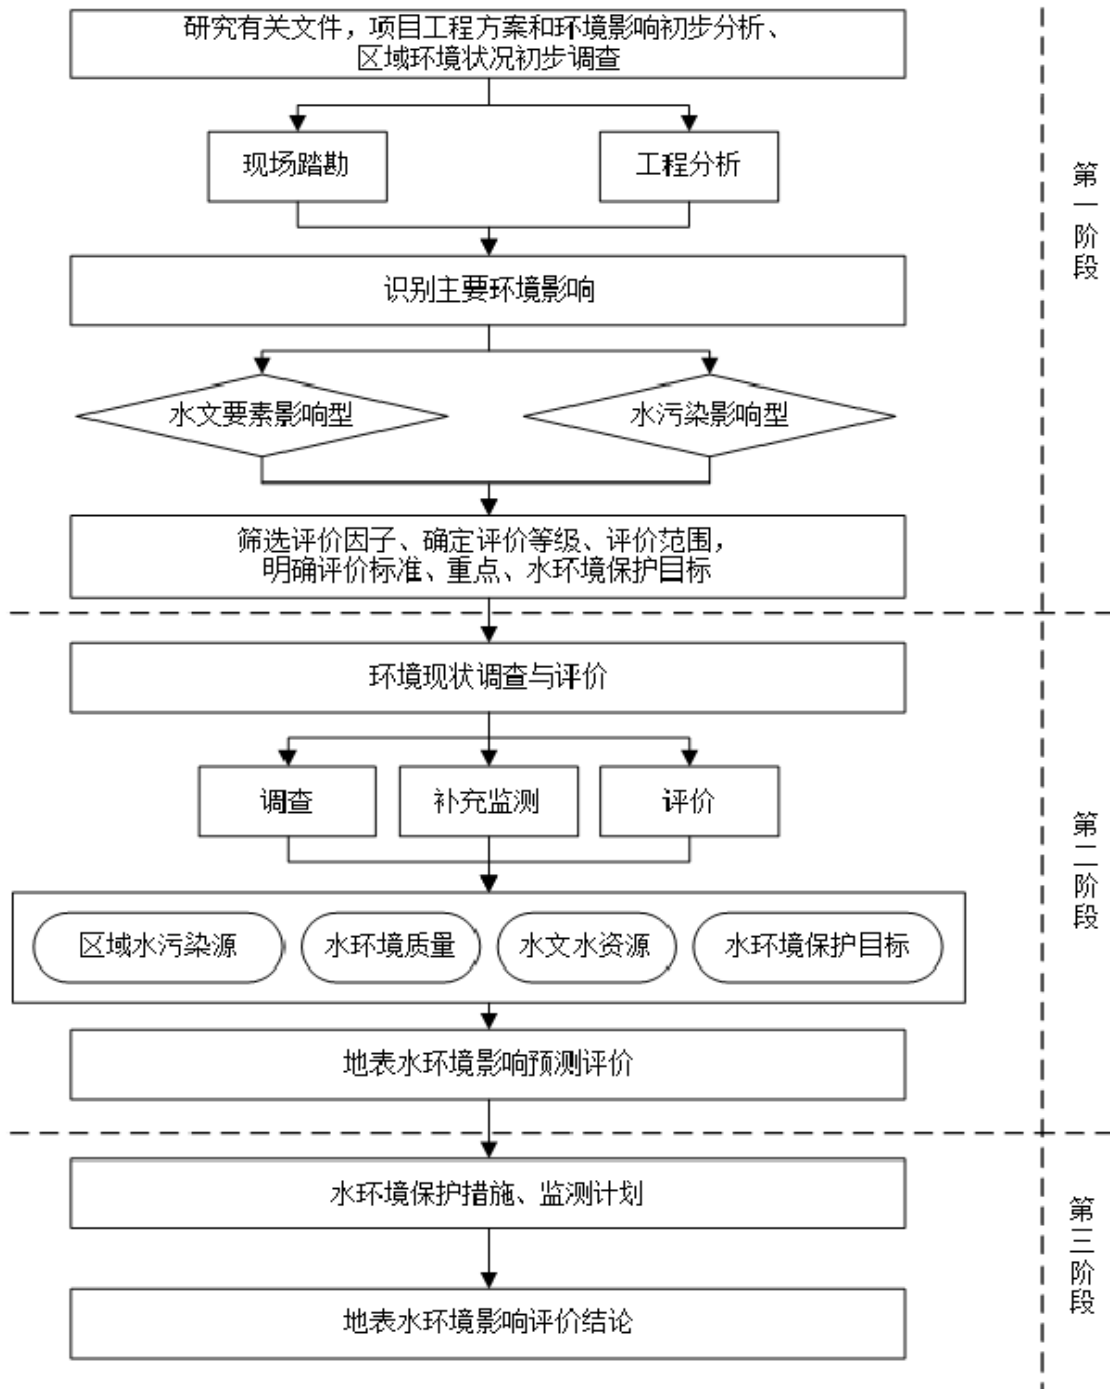 研究有关文件，项目工程方案和环境影响初步分析、
区域环境状况初步调查
现场踏勘
工程分析
识别主要环境影响
水文要素影响型
水污染影响型
筛选评价因子、确定评价等级、评价范围，
明确评价标准、重点、水环境保护目标
第一阶段
环境现状调查与评价
调查
补充监测
评价
区域水污染源
水环境质量
水文水资源
水环境保护目标
地表水环境影响预测评价
第二阶段
水环境保护措施、监测计划
地表水环境影响评价结论
第三阶段